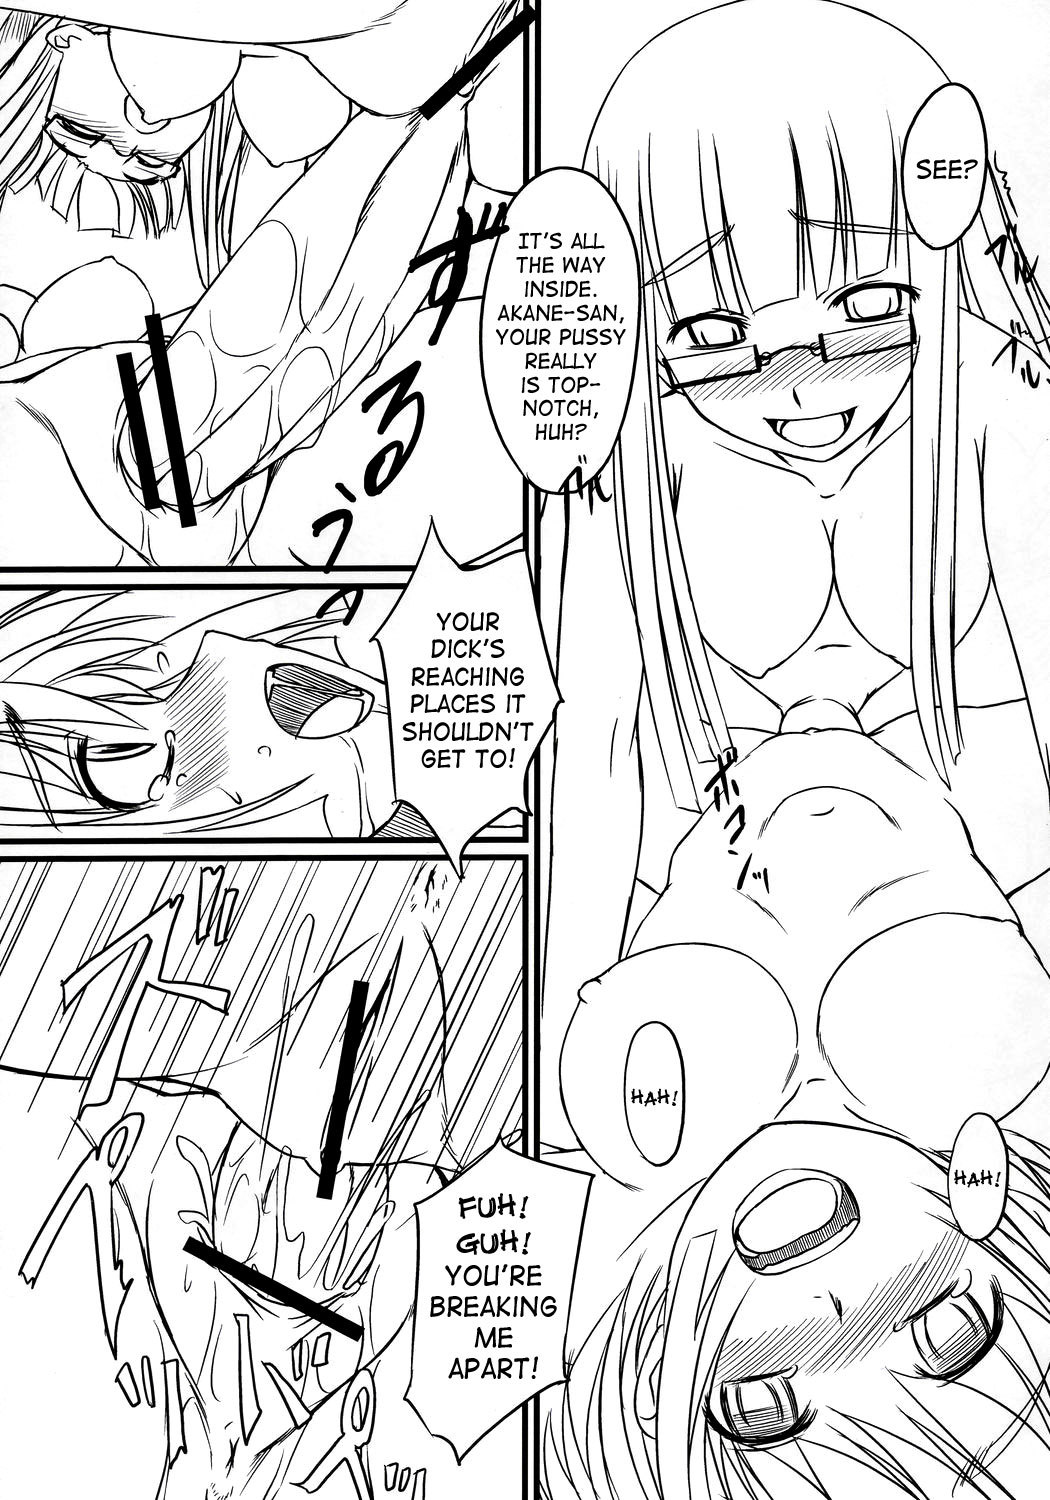 SEE?
IT'S ALL
THE WAY
INSIDE.
AKANE-SAN,
YOUR PUSSY
REALLY
IS TOP-
NOTCH,
HUH?
HAH!
HAH!
ずるぅっ
YOUR
DICK'S
REACHING
PLACES IT
SHOULDN'T
GET TO!
FUH!
GUH!
YOU'RE
BREAKING
ME
APART!